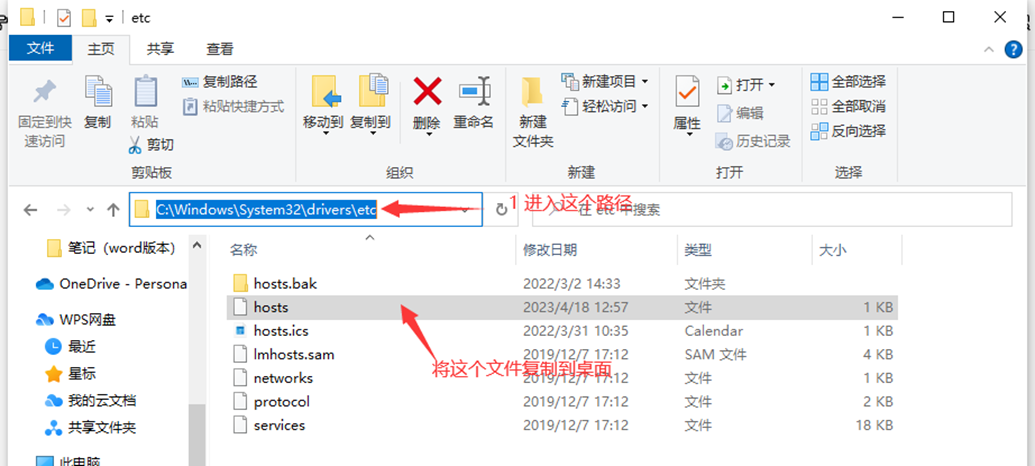 etc
文件 主页 共享 查看
固定到快速访问
复制
粘贴
复制路径
粘贴快捷方式
剪切
剪贴板
移动到 复制到 删除 重命名
组织
新建文件夹
新建项目
轻松访问
新建
属性
打开
编辑
历史记录
打开
全部选择
全部取消
反向选择
选择
C:\Windows\System32\drivers\etc
1 进入这个路径
在 etc 中搜索
笔记（word版本）
OneDrive - Persona
WPS网盘
最近
星标
我的云文档
共享文件夹
此电脑
名称 修改日期 类型 大小
hosts.bak 2022/3/2 14:33 文件夹
hosts 2023/4/18 12:57 文件 1 KB
hosts.ics 2022/3/31 10:35 Calendar 1 KB
lmhosts.sam 2019/12/7 17:12 SAM 文件 4 KB
将这个文件复制到桌面
networks 2019/12/7 17:12 文件 1 KB
protocol 2019/12/7 17:12 文件 2 KB
services 2019/12/7 17:12 文件 18 KB